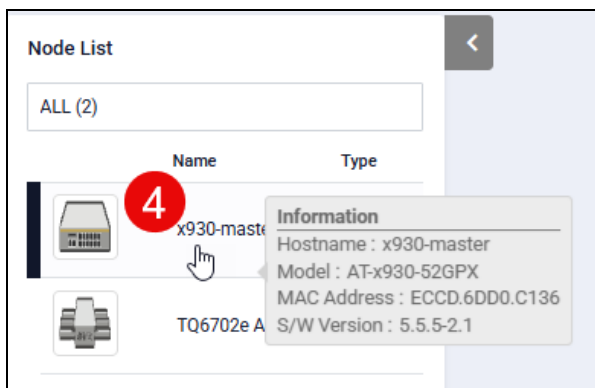 Node List
<
ALL (2)
Name Type
4
x930-maste
Information
Hostname : x930-master
Model : AT-x930-52GPX
MAC Address : ECCD.6DD0.C136
S/W Version : 5.5.5-2.1
TQ6702e A